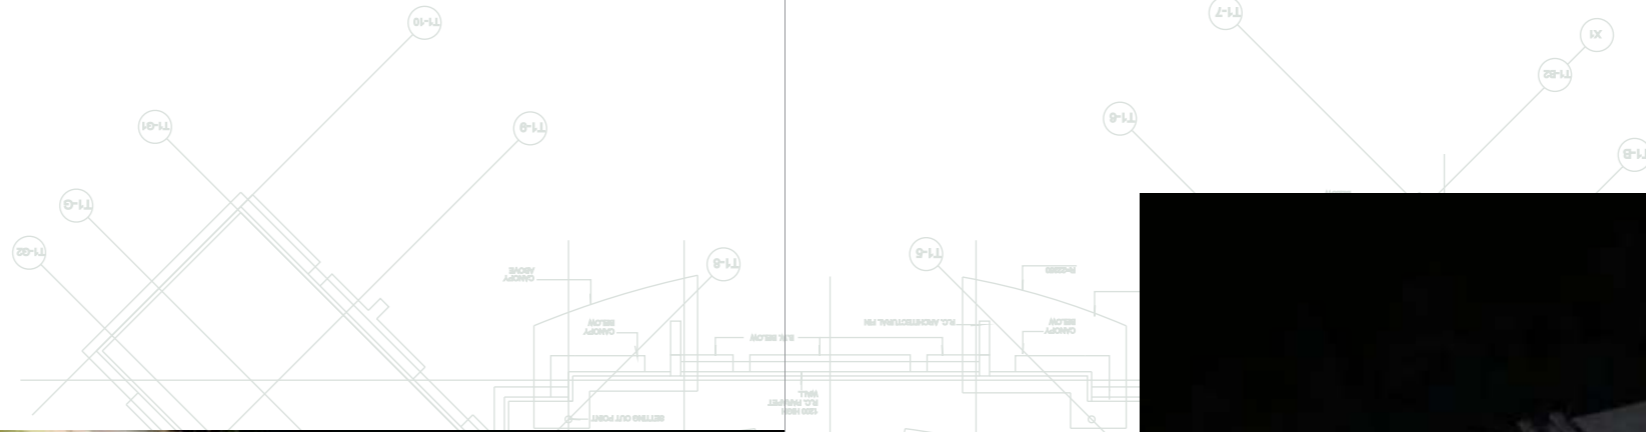 T1-10
T1-7
X1
T1-B2
T1-G1
T1-9
T1-6
T1-B
T1-G
T1-G2
T1-8
T1-5
CANOPY
ABOVE
CANOPY
BELOW
R.C. ARCHITECTURAL FIN
CANOPY
BELOW
1200 HIGH
R.C. PARAPET
WALL
SETTING OUT POINT